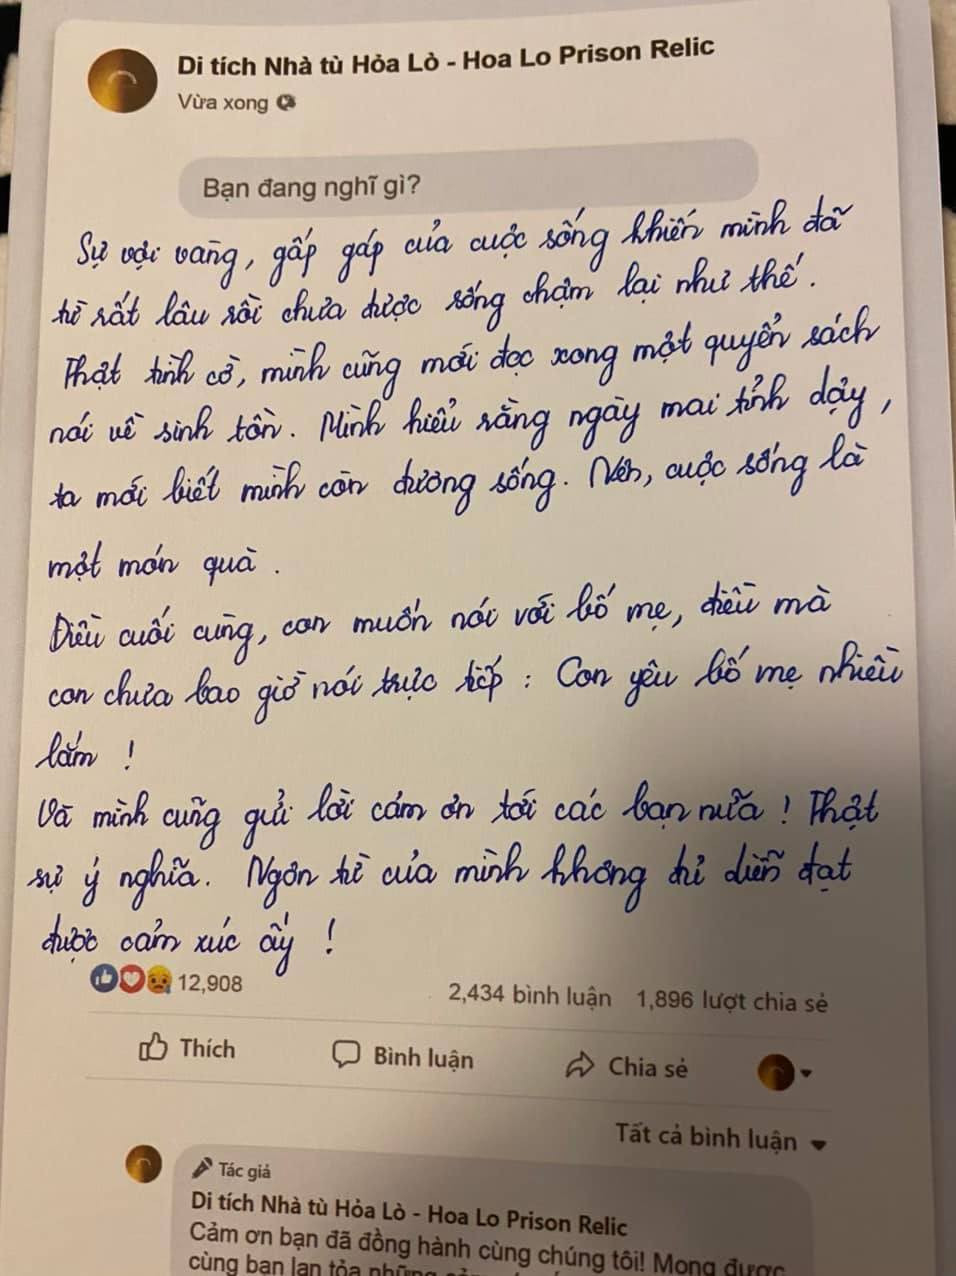 Di tích Nhà tù Hỏa Lò - Hoa Lo Prison Relic
Vừa xong
Bạn đang nghĩ gì?
Sự vội vàng, gấp gáp của cuộc sống khiến mình đã
từ rất lâu rồi chưa được sống chậm lại như thế.
Thật tình cờ, mình cũng mới đọc xong một quyển sách
nói về sinh tồn. Mình hiểu rằng ngày mai tỉnh dậy,
ta mới biết mình còn đương sống. Nên, cuộc sống là
một món quà.
Điều cuối cùng, con muốn nói với bố mẹ, điều mà
con chưa bao giờ nói trực tiếp: Con yêu bố mẹ nhiều
lắm!
Và mình cũng gửi lời cảm ơn tới các bạn nữa! Thật
sự ý nghĩa. Ngôn từ của mình không đủ diễn đạt
được cảm xúc ấy!
12,908
2,434 bình luận 1,896 lượt chia sẻ
Thích Bình luận Chia sẻ
Tất cả bình luận
Tác giả
Di tích Nhà tù Hỏa Lò - Hoa Lo Prison Relic
Cảm ơn bạn đã đồng hành cùng chúng tôi! Mong được
cùng bạn lan tỏa những